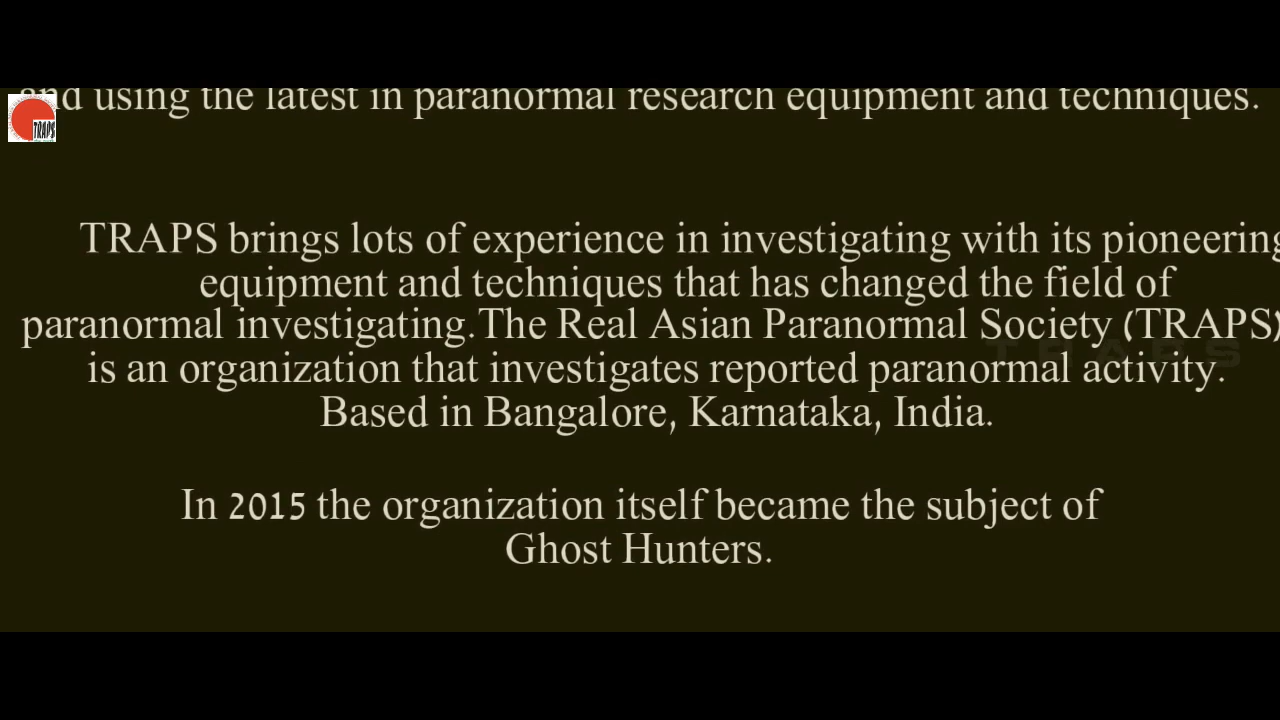 and using the latest in paranormal research equipment and techniques.
TRAPS
TRAPS brings lots of experience in investigating with its pioneering
equipment and techniques that has changed the field of
paranormal investigating.The Real Asian Paranormal Society (TRAPS)
TRAPS
is an organization that investigates reported paranormal activity.
Based in Bangalore, Karnataka, India.
In 2015 the organization itself became the subject of
Ghost Hunters.